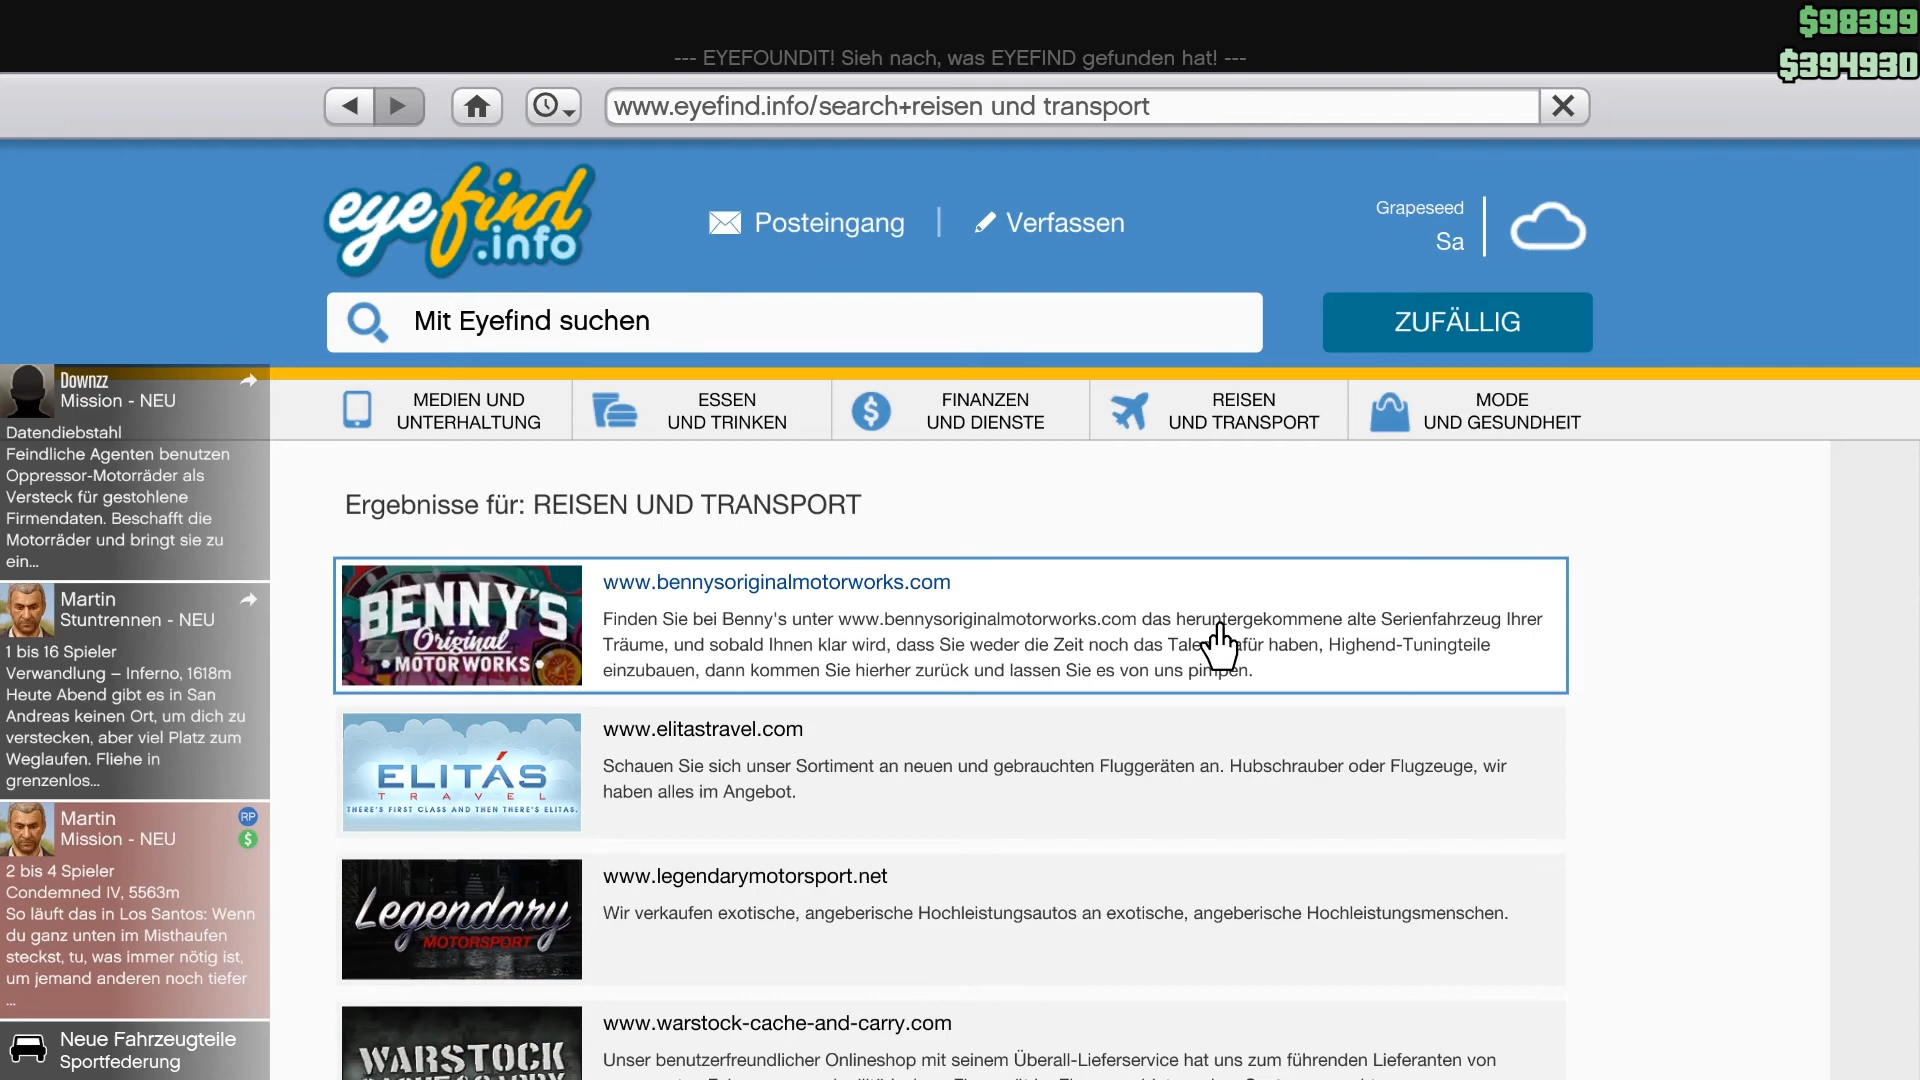 $98399
--- EYEFOUNDIT! Sieh nach, was EYEFIND gefunden hat! ---
$394930
www.eyefind.info/search+reisen und transport
eyefind
.info
Posteingang
Verfassen
Grapeseed
Sa
Mit Eyefind suchen
ZUFÄLLIG
MEDIEN UND
UNTERHALTUNG
ESSEN
UND TRINKEN
FINANZEN
UND DIENSTE
REISEN
UND TRANSPORT
MODE
UND GESUNDHEIT
Downzz
Mission - NEU
Datendiebstahl
Feindliche Agenten benutzen
Oppressor-Motorräder als
Versteck für gestohlene
Firmendaten. Beschafft die
Motorräder und bringt sie zu
ein...
Martin
Stuntrennen - NEU
1 bis 16 Spieler
Verwandlung – Inferno, 1618m
Heute Abend gibt es in San
Andreas keinen Ort, um dich zu
verstecken, aber viel Platz zum
Weglaufen. Fliehe in
grenzenlos...
Martin
Mission - NEU
RP
$
2 bis 4 Spieler
Condemned IV, 5563m
So läuft das in Los Santos: Wenn
du ganz unten im Misthaufen
steckst, tu, was immer nötig ist,
um jemand anderen noch tiefer
...
Neue Fahrzeugteile
Sportfederung
Ergebnisse für: REISEN UND TRANSPORT
BENNY'S
Original
MOTOR WORKS
www.bennysoriginalmotorworks.com
Finden Sie bei Benny's unter www.bennysoriginalmotorworks.com das heruntergekommene alte Serienfahrzeug Ihrer
Träume, und sobald Ihnen klar wird, dass Sie weder die Zeit noch das Talent dafür haben, Highend-Tuningteile
einzubauen, dann kommen Sie hierher zurück und lassen Sie es von uns pimpen.
ELITÁS
TRAVEL
THERE'S FIRST CLASS AND THEN THERE'S ELITAS.
www.elitastravel.com
Schauen Sie sich unser Sortiment an neuen und gebrauchten Fluggeräten an. Hubschrauber oder Flugzeuge, wir
haben alles im Angebot.
Legendary
MOTORSPORT
www.legendarymotorsport.net
Wir verkaufen exotische, angeberische Hochleistungsautos an exotische, angeberische Hochleistungsmenschen.
WARSTOCK
www.warstock-cache-and-carry.com
Unser benutzerfreundlicher Onlineshop mit seinem Überall-Lieferservice hat uns zum führenden Lieferanten von